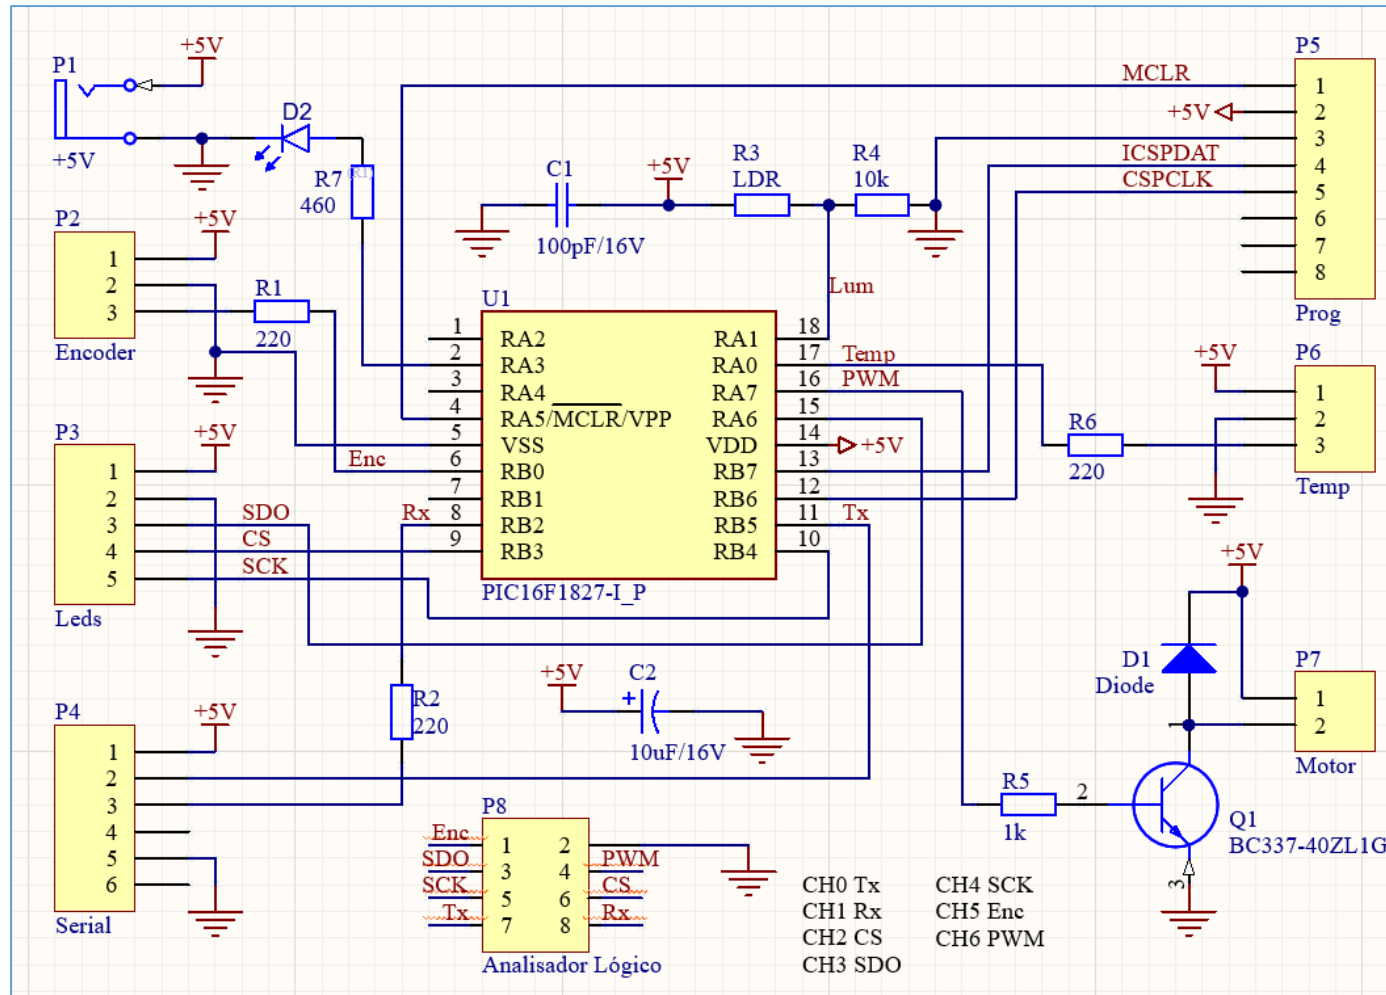 P1
+5V
+5V
D2
R7
460
P2
+5V
1
2
3
Encoder
R1
220
P3
+5V
1
2
3
4
5
Leds
SDO
CS
SCK
P4
+5V
1
2
3
4
5
6
Serial
R2
220
Enc
Rx
C1
100pF/16V
+5V
R3
LDR
R4
10k
Lum
U1
1 RA2
2 RA3
3 RA4
4 RA5/MCLR/VPP
5 VSS
6 RB0
7 RB1
8 RB2
9 RB3
RA1 18
RA0 17
RA7 16
RA6 15
VDD 14
RB7 13
RB6 12
RB5 11
RB4 10
PIC16F1827-I_P
Temp
PWM
+5V
Tx
+5V
C2
+
10uF/16V
P8
Enc 1 2
SDO 3 4 PWM
SCK 5 6 CS
Tx 7 8 Rx
Analisador Lógico
CH0 Tx CH4 SCK
CH1 Rx CH5 Enc
CH2 CS CH6 PWM
CH3 SDO
MCLR
+5V
ICSPDAT
CSPCLK
P5
1
2
3
4
5
6
7
8
Prog
P6
+5V
1
2
3
Temp
R6
220
+5V
D1
Diode
P7
1
2
Motor
R5
1k
2
3
Q1
BC337-40ZL1G